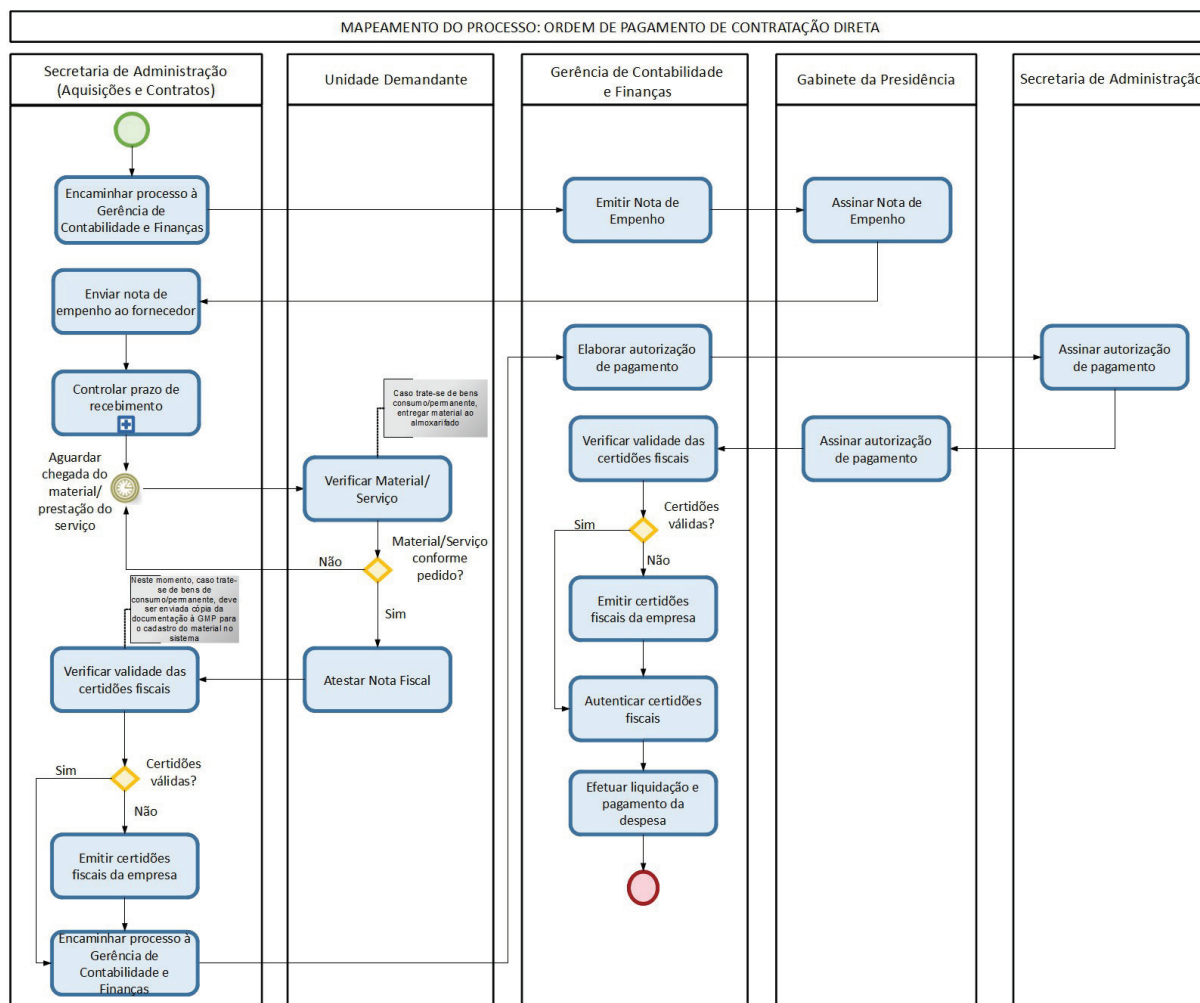 MAPEAMENTO DO PROCESSO: ORDEM DE PAGAMENTO DE CONTRATAÇÃO DIRETA
Secretaria de Administração
(Aquisições e Contratos)
Unidade Demandante
Gerência de Contabilidade
e Finanças
Gabinete da Presidência
Secretaria de Administração
Encaminhar processo à
Gerência de
Contabilidade e Finanças
Emitir Nota de
Empenho
Assinar Nota de
Empenho
Enviar nota de
empenho ao fornecedor
Elaborar autorização
de pagamento
Assinar autorização
de pagamento
Controlar prazo de
recebimento
Caso trate-se de bens
consumo/permanente,
entregar material ao
almoxarifado
Verificar validade das
certidões fiscais
Assinar autorização
de pagamento
Aguardar
chegada do
material/
prestação do
serviço
Verificar Material/
Serviço
Certidões
válidas?
Sim
Não
Material/Serviço
conforme
pedido?
Não
Sim
Neste momento, caso trate-
se de bens de
consumo/permanente, deve
ser enviada cópia da
documentação à GMP para
o cadastro do material no
sistema
Emitir certidões
fiscais da empresa
Verificar validade das
certidões fiscais
Atestar Nota Fiscal
Autenticar certidões
fiscais
Certidões
válidas?
Sim
Não
Efetuar liquidação e
pagamento da
despesa
Emitir certidões
fiscais da empresa
Encaminhar processo à
Gerência de
Contabilidade e
Finanças